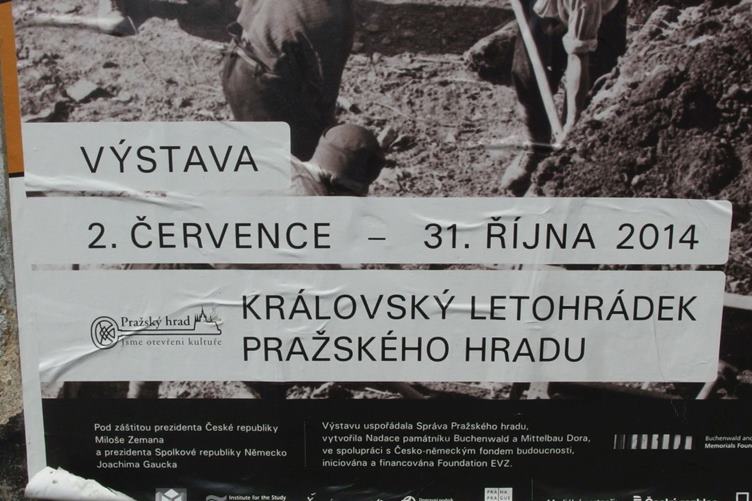 VÝSTAVA
2. ČERVENCE – 31. ŘÍJNA 2014
Pražský hrad
jsme otevřeni kultuře
KRÁLOVSKÝ LETOHRÁDEK
PRAŽSKÉHO HRADU
Pod záštitou prezidenta České republiky
Miloše Zemana
a prezidenta Spolkové republiky Německo
Joachima Gaucka
Výstavu uspořádala Správa Pražského hradu,
vytvořila Nadace památníku Buchenwald a Mittelbau Dora,
ve spolupráci s Česko-německým fondem budoucnosti,
iniciována a financována Foundation EVZ.
Buchenwald and
Memorials Foun
Institute for the Study
PRA HA
PRAGUE